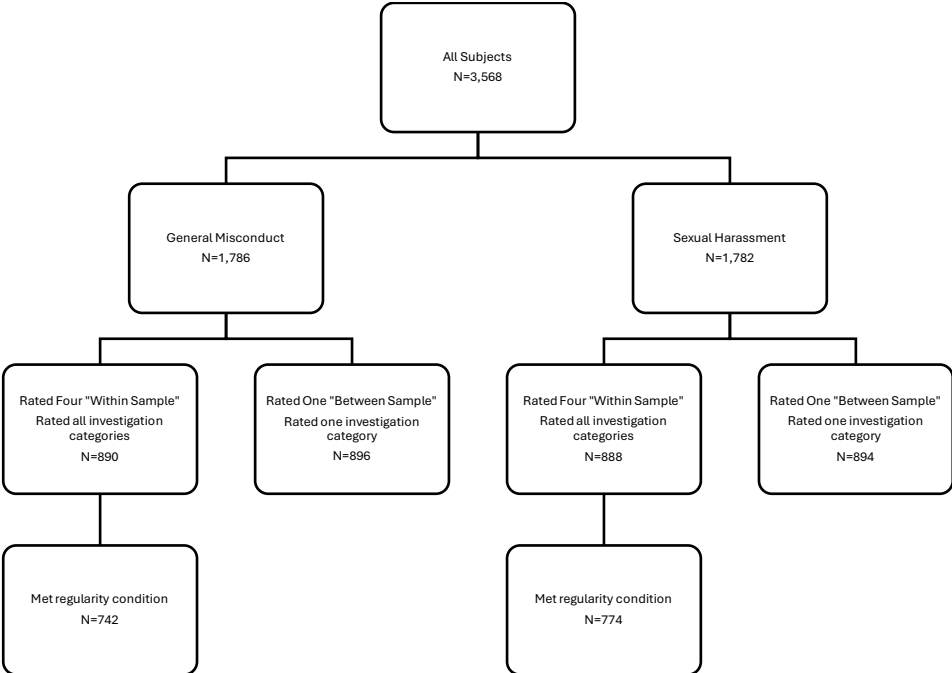 All Subjects
N=3,568
General Misconduct
N=1,786
Sexual Harassment
N=1,782
Rated Four "Within Sample"
Rated all investigation
categories
N=890
Rated One "Between Sample"
Rated one investigation
category
N=896
Rated Four "Within Sample"
Rated all investigation
categories
N=888
Rated One "Between Sample"
Rated one investigation
category
N=894
Met regularity condition
N=742
Met regularity condition
N=774